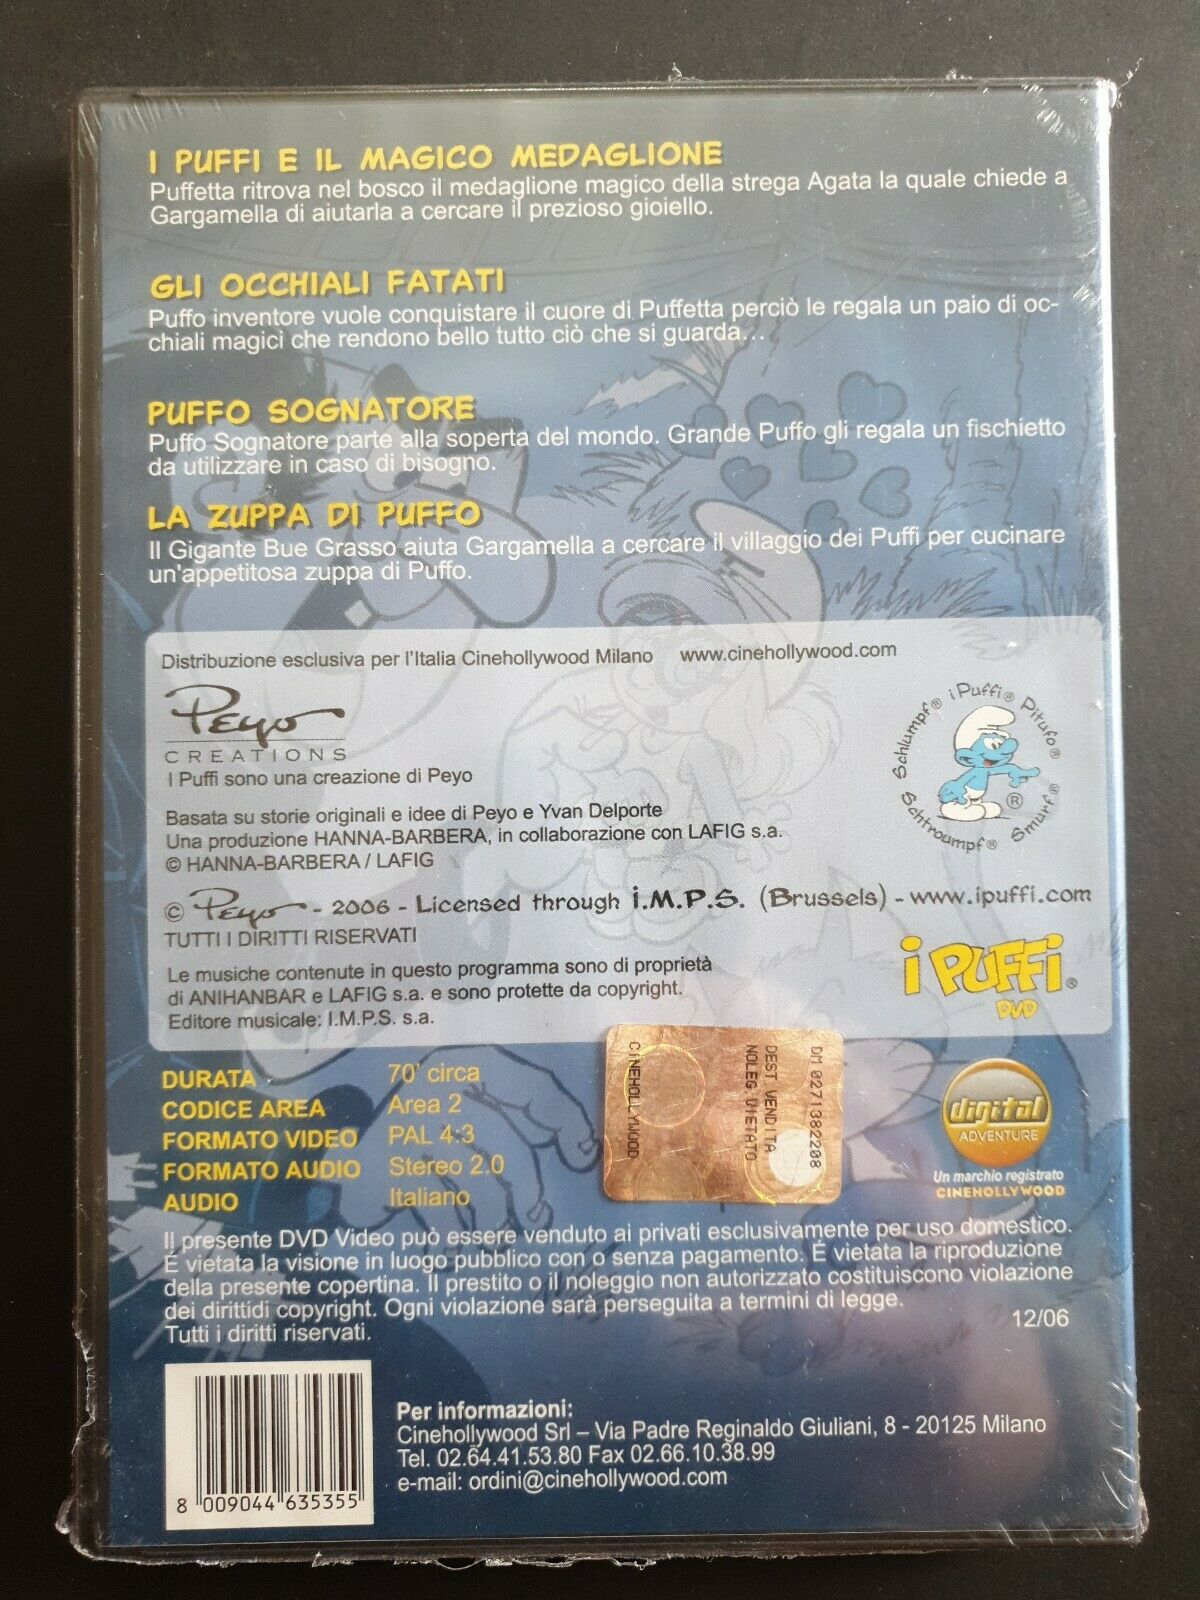 I PUFFI E IL MAGICO MEDAGLIONE
Puffetta ritrova nel bosco il medaglione magico della strega Agata la quale chiede a
Gargamella di aiutarla a cercare il prezioso gioiello.
GLI OCCHIALI FATATI
Puffo inventore vuole conquistare il cuore di Puffetta perciò le regala un paio di oc-
chiali magici che rendono bello tutto ciò che si guarda...
PUFFO SOGNATORE
Puffo Sognatore parte alla soperta del mondo. Grande Puffo gli regala un fischietto
da utilizzare in caso di bisogno.
LA ZUPPA DI PUFFO
Il Gigante Bue Grasso aiuta Gargamella a cercare il villaggio dei Puffi per cucinare
un'appetitosa zuppa di Puffo.
Distribuzione esclusiva per l'Italia Cinehollywood Milano www.cinehollywood.com
Peyo
CREATIONS
I Puffi sono una creazione di Peyo
Schlumpf® i Puffi® Pitufo®
Schtroumpf® Smurf®
®
Basata su storie originali e idee di Peyo e Yvan Delporte
Una produzione HANNA-BARBERA, in collaborazione con LAFIG s.a.
© HANNA-BARBERA / LAFIG
© Peyo - 2006 - Licensed through I.M.P.S. (Brussels) - www.ipuffi.com
TUTTI I DIRITTI RISERVATI
Le musiche contenute in questo programma sono di proprietà
di ANIHANBAR e LAFIG s.a. e sono protette da copyright.
Editore musicale: I.M.P.S. s.a.
i PUFFi®
DVD
DURATA 70' circa
CODICE AREA Area 2
FORMATO VIDEO PAL 4:3
FORMATO AUDIO Stereo 2.0
AUDIO Italiano
DM 0271382208
DEST.VENDITA
NOLEG.VIETATO
CINEHOLLYWOOD
digital
ADVENTURE
Un marchio registrato
CINEHOLLYWOOD
Il presente DVD Video può essere venduto ai privati esclusivamente per uso domestico.
É vietata la visione in luogo pubblico con o senza pagamento. É vietata la riproduzione
della presente copertina. Il prestito o il noleggio non autorizzato costituiscono violazione
dei dirittidi copyright. Ogni violazione sarà perseguita a termini di legge.
Tutti i diritti riservati.
12/06
Per informazioni:
Cinehollywood Srl – Via Padre Reginaldo Giuliani, 8 - 20125 Milano
Tel. 02.64.41.53.80 Fax 02.66.10.38.99
e-mail: ordini@cinehollywood.com
8 009044 635355